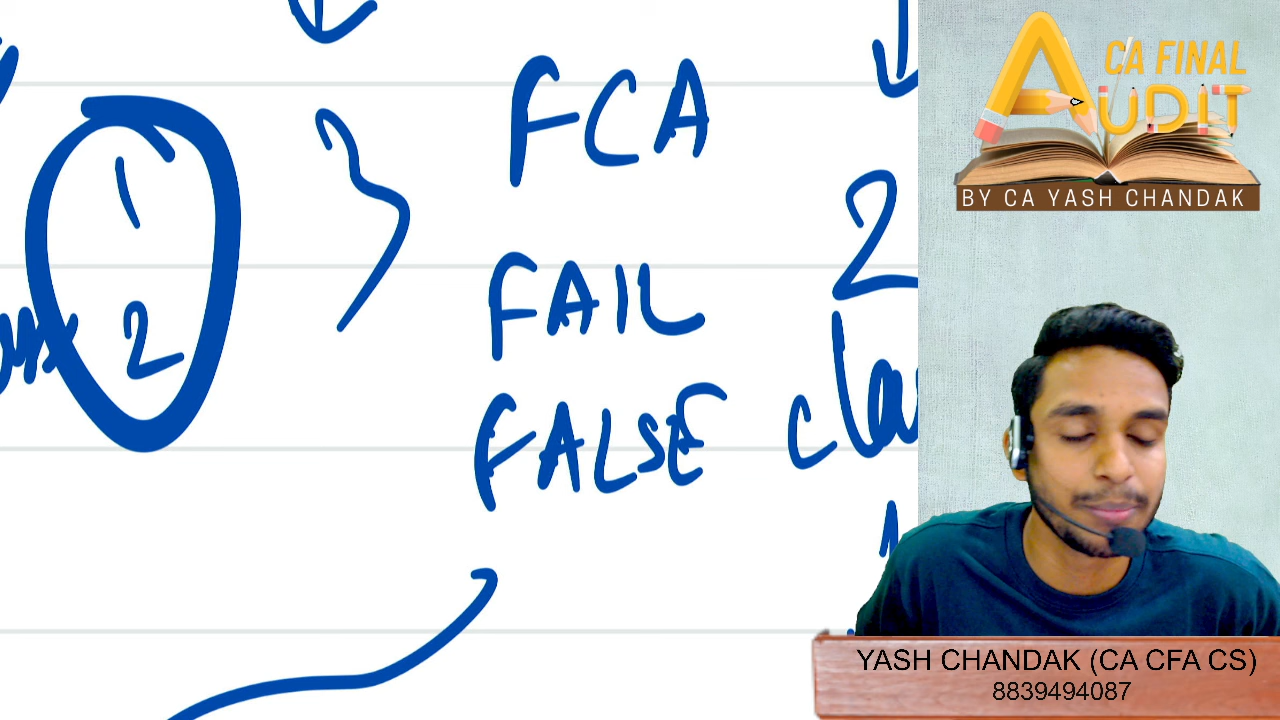 FCA
1
2
FAIL
2
FALSE
CA FINAL
AUDIT
BY CA YASH CHANDAK
YASH CHANDAK (CA CFA CS)
8839494087